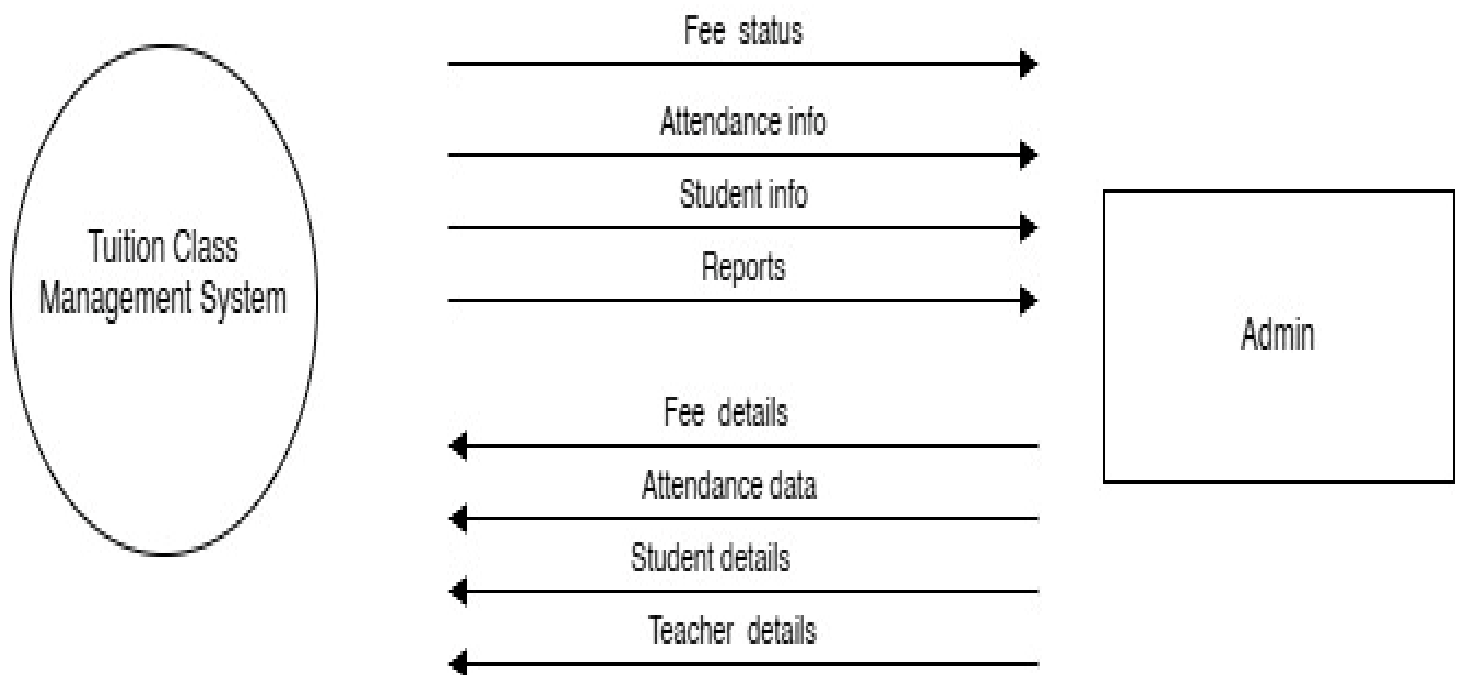 Fee status
Attendance info
Student info
Reports
Tuition Class
Management System
Admin
Fee details
Attendance data
Student details
Teacher details